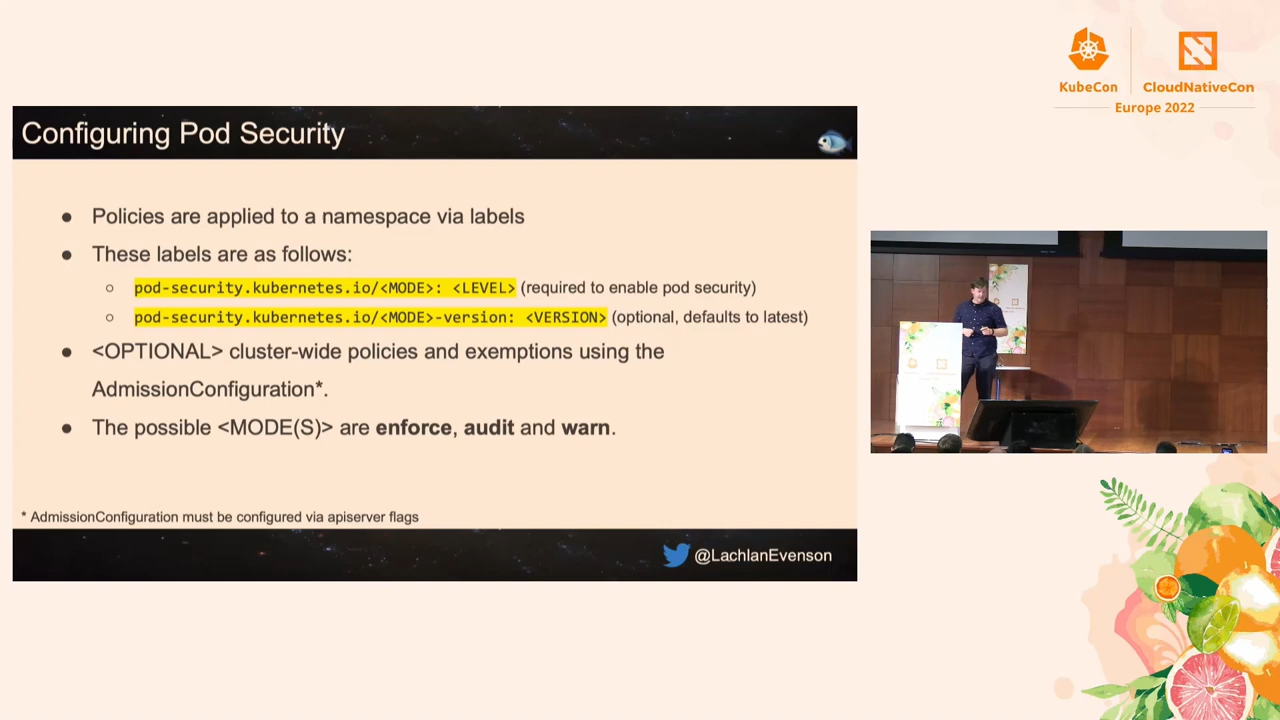 KubeCon
CloudNativeCon
Europe 2022
Configuring Pod Security
● Policies are applied to a namespace via labels
● These labels are as follows:
○ pod-security.kubernetes.io/<MODE>: <LEVEL> (required to enable pod security)
○ pod-security.kubernetes.io/<MODE>-version: <VERSION> (optional, defaults to latest)
● <OPTIONAL> cluster-wide policies and exemptions using the
AdmissionConfiguration*.
● The possible <MODE(S)> are enforce, audit and warn.
* AdmissionConfiguration must be configured via apiserver flags
@LachlanEvenson